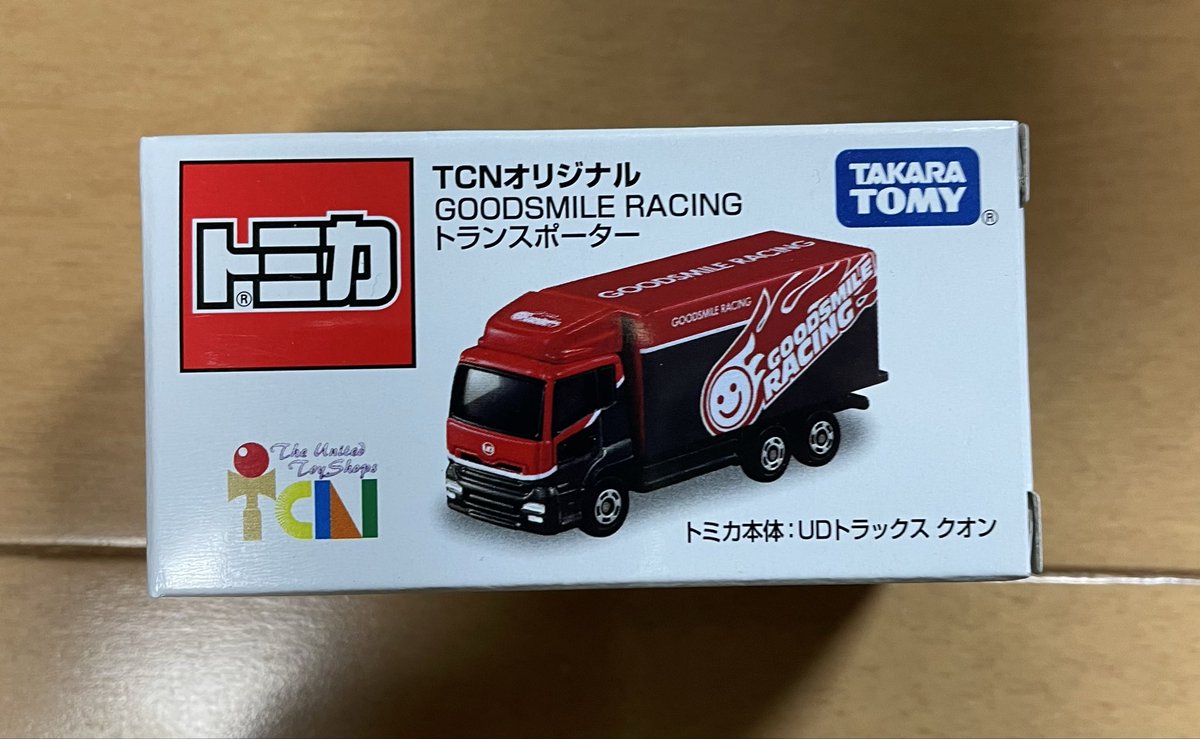 TCNオリジナル
GOODSMILE RACING
トランスポーター
トミカ®
TAKARA
TOMY®
GOODSMILE RACING
GOODSMILE RACING
GOODSMILE
RACING
The United
ToyShops
TCN
トミカ本体:UDトラックス クオン